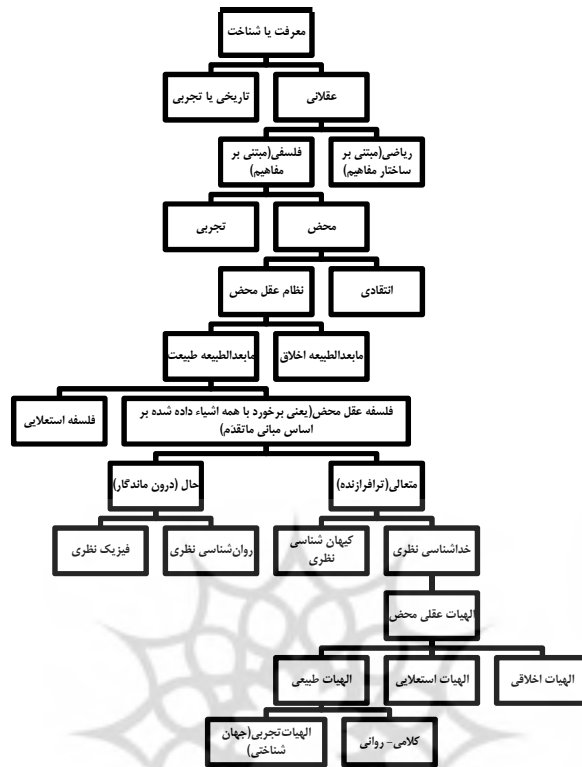 معرفت یا شناخت
عقلانی
تاریخی یا تجربی
ریاضی(مبتنی بر
ساختار مفاهیم)
فلسفی(مبتنی بر
مفاهیم)
محض
تجربی
انتقادی
نظام عقل محض
مابعدالطبیعه اخلاق
مابعدالطبیعه طبیعت
فلسفه عقل محض(یعنی برخورد با همه اشیاء داده شده بر
اساس مبانی ماتقدّم)
فلسفه استعلایی
متعالی(ترافرازنده)
حال (درون ماندگار)
خداشناسی نظری
کیهان شناسی
نظری
روان‌شناسی نظری
فیزیک نظری
الهیات عقلی محض
الهیات اخلاقی
الهیات استعلایی
الهیات طبیعی
کلامی- روانی
الهیات‌تجربی(جهان
شناختی)